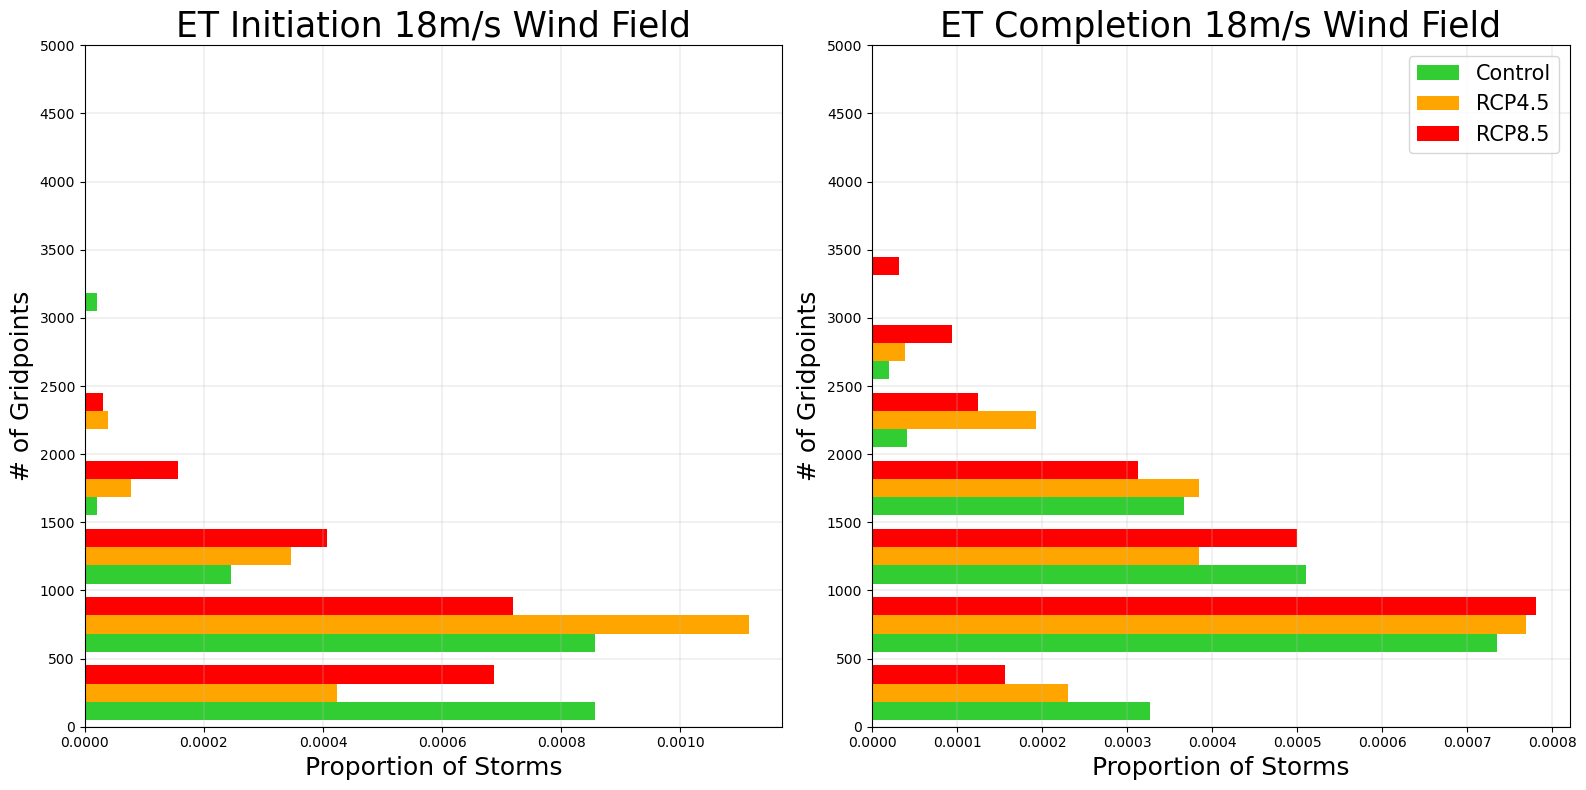 ET Initiation 18m/s Wind Field
5000
4500
4000
3500
3000
2500
2000
1500
1000
500
0
# of Gridpoints
0.0000 0.0002 0.0004 0.0006 0.0008 0.0010
Proportion of Storms
ET Completion 18m/s Wind Field
Control
RCP4.5
RCP8.5
5000
4500
4000
3500
3000
2500
2000
1500
1000
500
0
# of Gridpoints
0.0000 0.0001 0.0002 0.0003 0.0004 0.0005 0.0006 0.0007 0.0008
Proportion of Storms